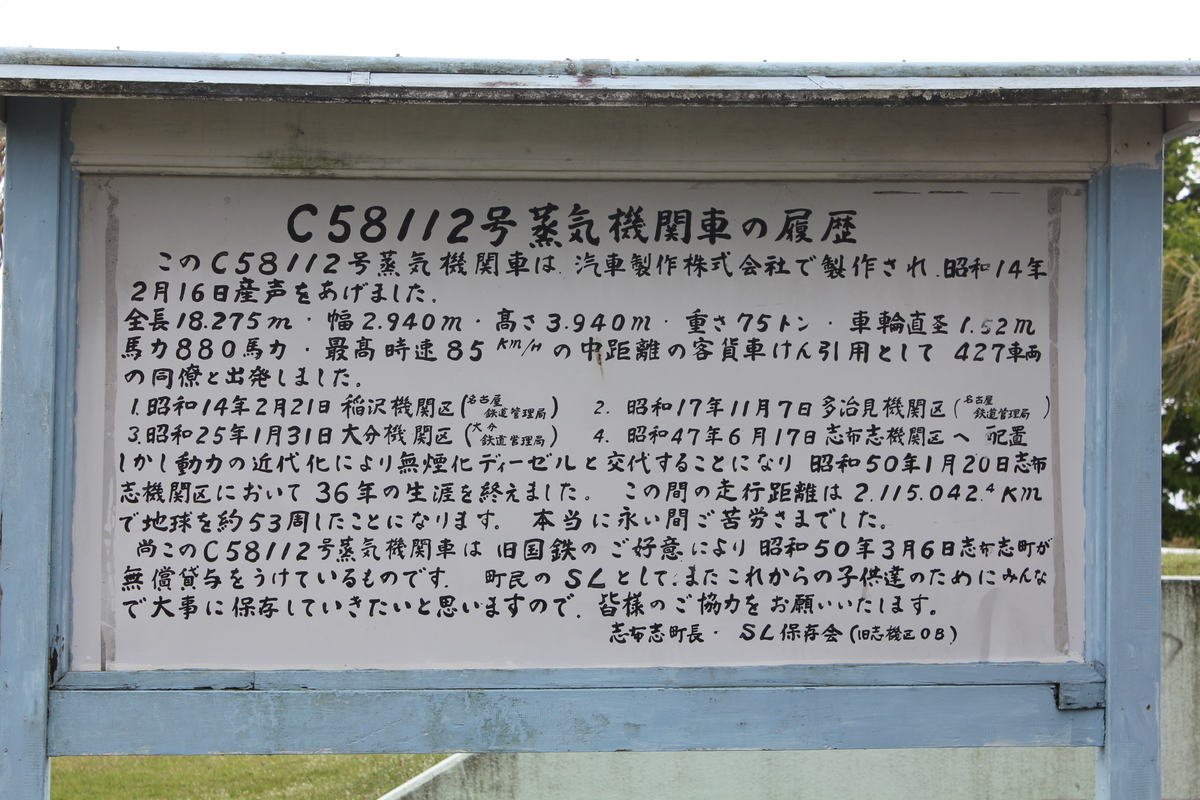 C58112号蒸気機関車の履歴
このC58112号蒸気機関車は、汽車製作株式会社で製作され、昭和14年
2月16日産声をあげました。
全長18.275m・幅2.940m・高さ3.940m・重さ75トン・車輪直圣1.52m
馬力880馬力・最高時速85km/Hの中距離の客貨車けん引用として 427車両
の同僚と出発しました。
1.昭和14年2月21日 稲沢機関区(名古屋鉄道管理局) 2. 昭和17年11月7日多治見機関区(名古屋鉄道管理局)
3.昭和25年1月31日大分機関区(大分鉄道管理局) 4. 昭和47年6月17日志布志機関区へ 配置
しかし動力の近代化により無煙化ディーゼルと交代することになり 昭和50年1月20日志布
志機関区において36年の生涯を終えました。 この間の走行距離は2.115.042.4Km
で地球を約53周したことになります。 本当に永い間ご苦労さまでした。
尚このC58112号蒸気機関車は 旧国鉄のご好意により昭和50年3月6日志布志町が
無償貸与をうけているものです。 町民のSLとして、またこれからの子供達のためにみんな
で大事に保存していきたいと思いますので、皆様のご協力をお願いいたします。
志布志町長・SL保存会(旧志機区OB)